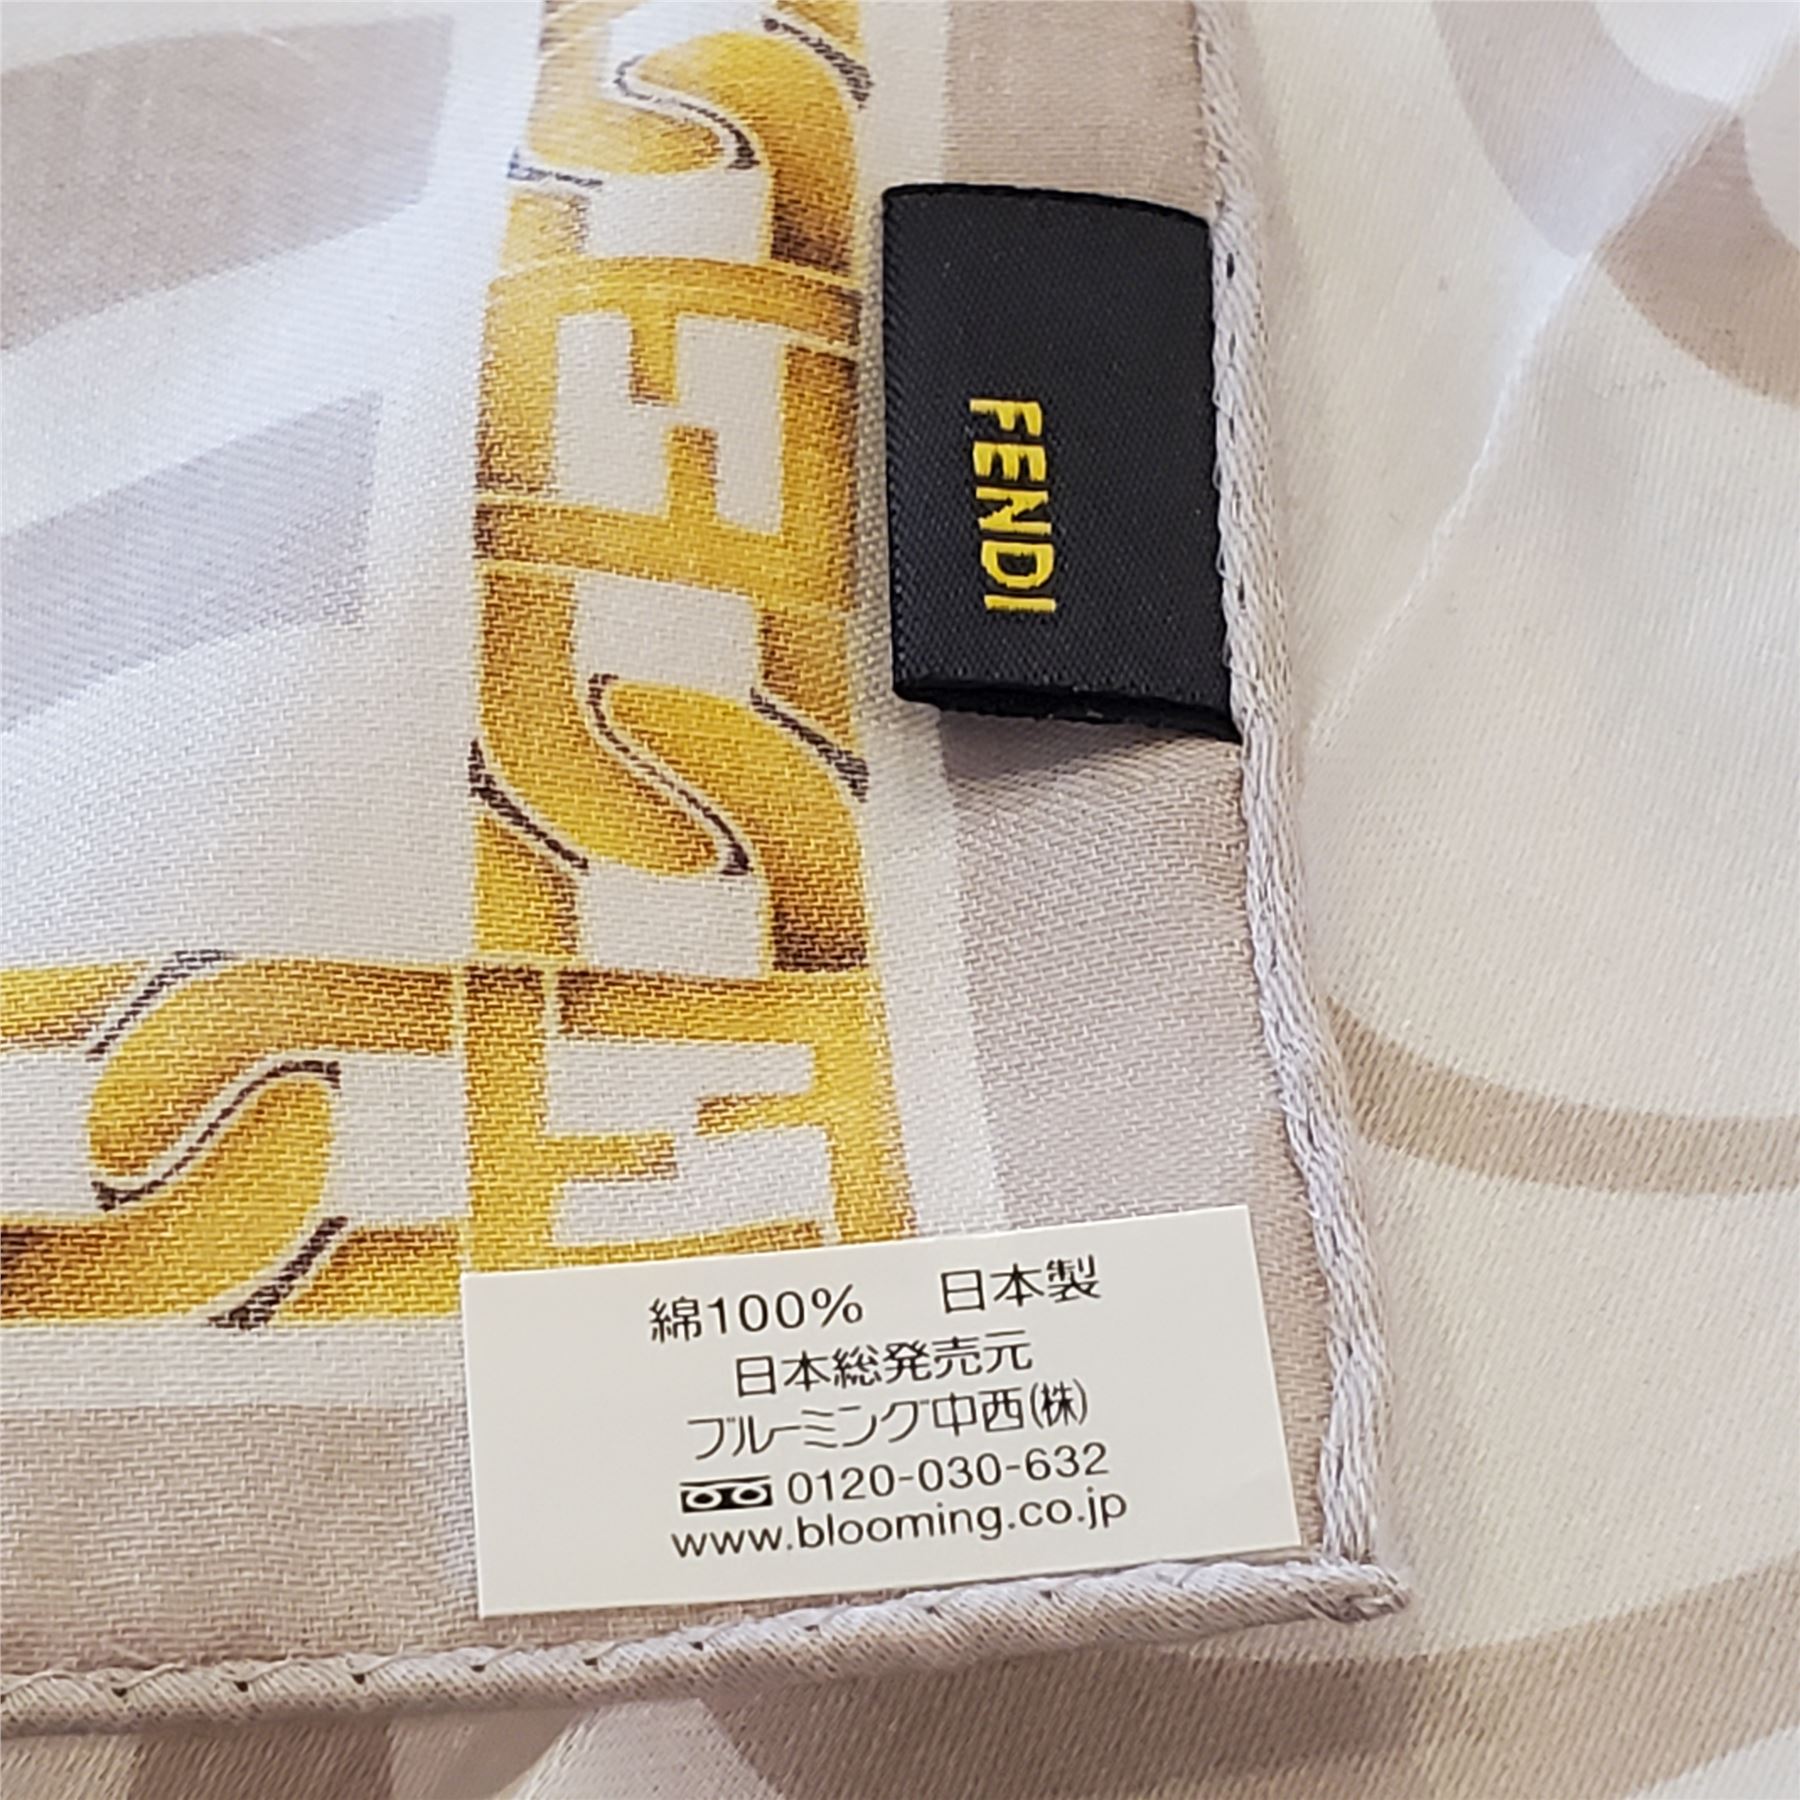 FENDI
綿100% 日本製
日本総発売元
ブルーミング中西(株)
0120-030-632
www.blooming.co.jp